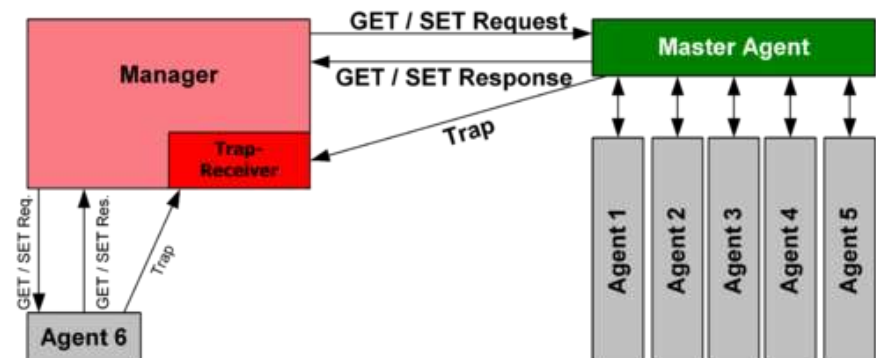 GET / SET Request
Master Agent
Manager
GET / SET Response
Trap
Trap-
Receiver
GET / SET Req.
GET / SET Res.
Trap
Agent 1
Agent 2
Agent 3
Agent 4
Agent 5
Agent 6